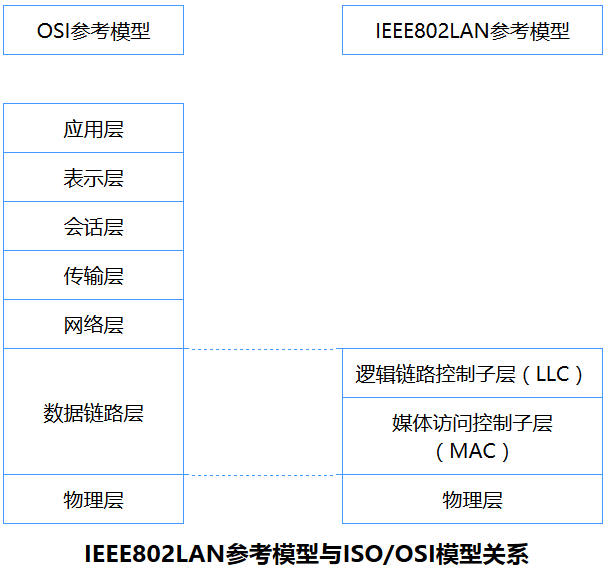 OSI参考模型
IEEE802LAN参考模型
应用层
表示层
会话层
传输层
网络层
数据链路层
逻辑链路控制子层（LLC）
媒体访问控制子层
（MAC）
物理层
物理层
IEEE802LAN参考模型与ISO/OSI模型关系